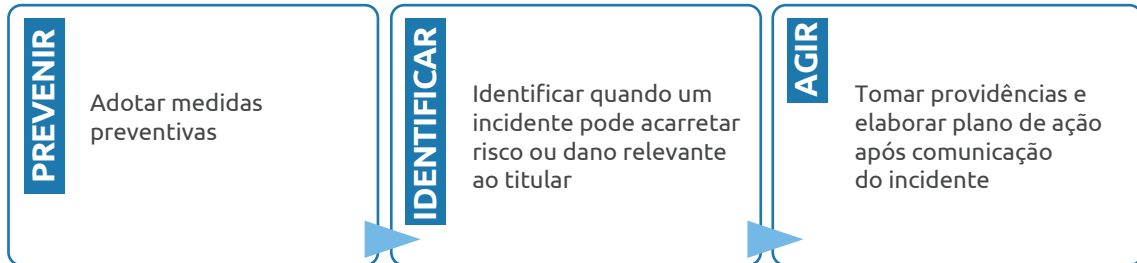 PREVENIR
Adotar medidas
preventivas
IDENTIFICAR
Identificar quando um
incidente pode acarretar
risco ou dano relevante
ao titular
AGIR
Tomar providências e
elaborar plano de ação
após comunicação
do incidente